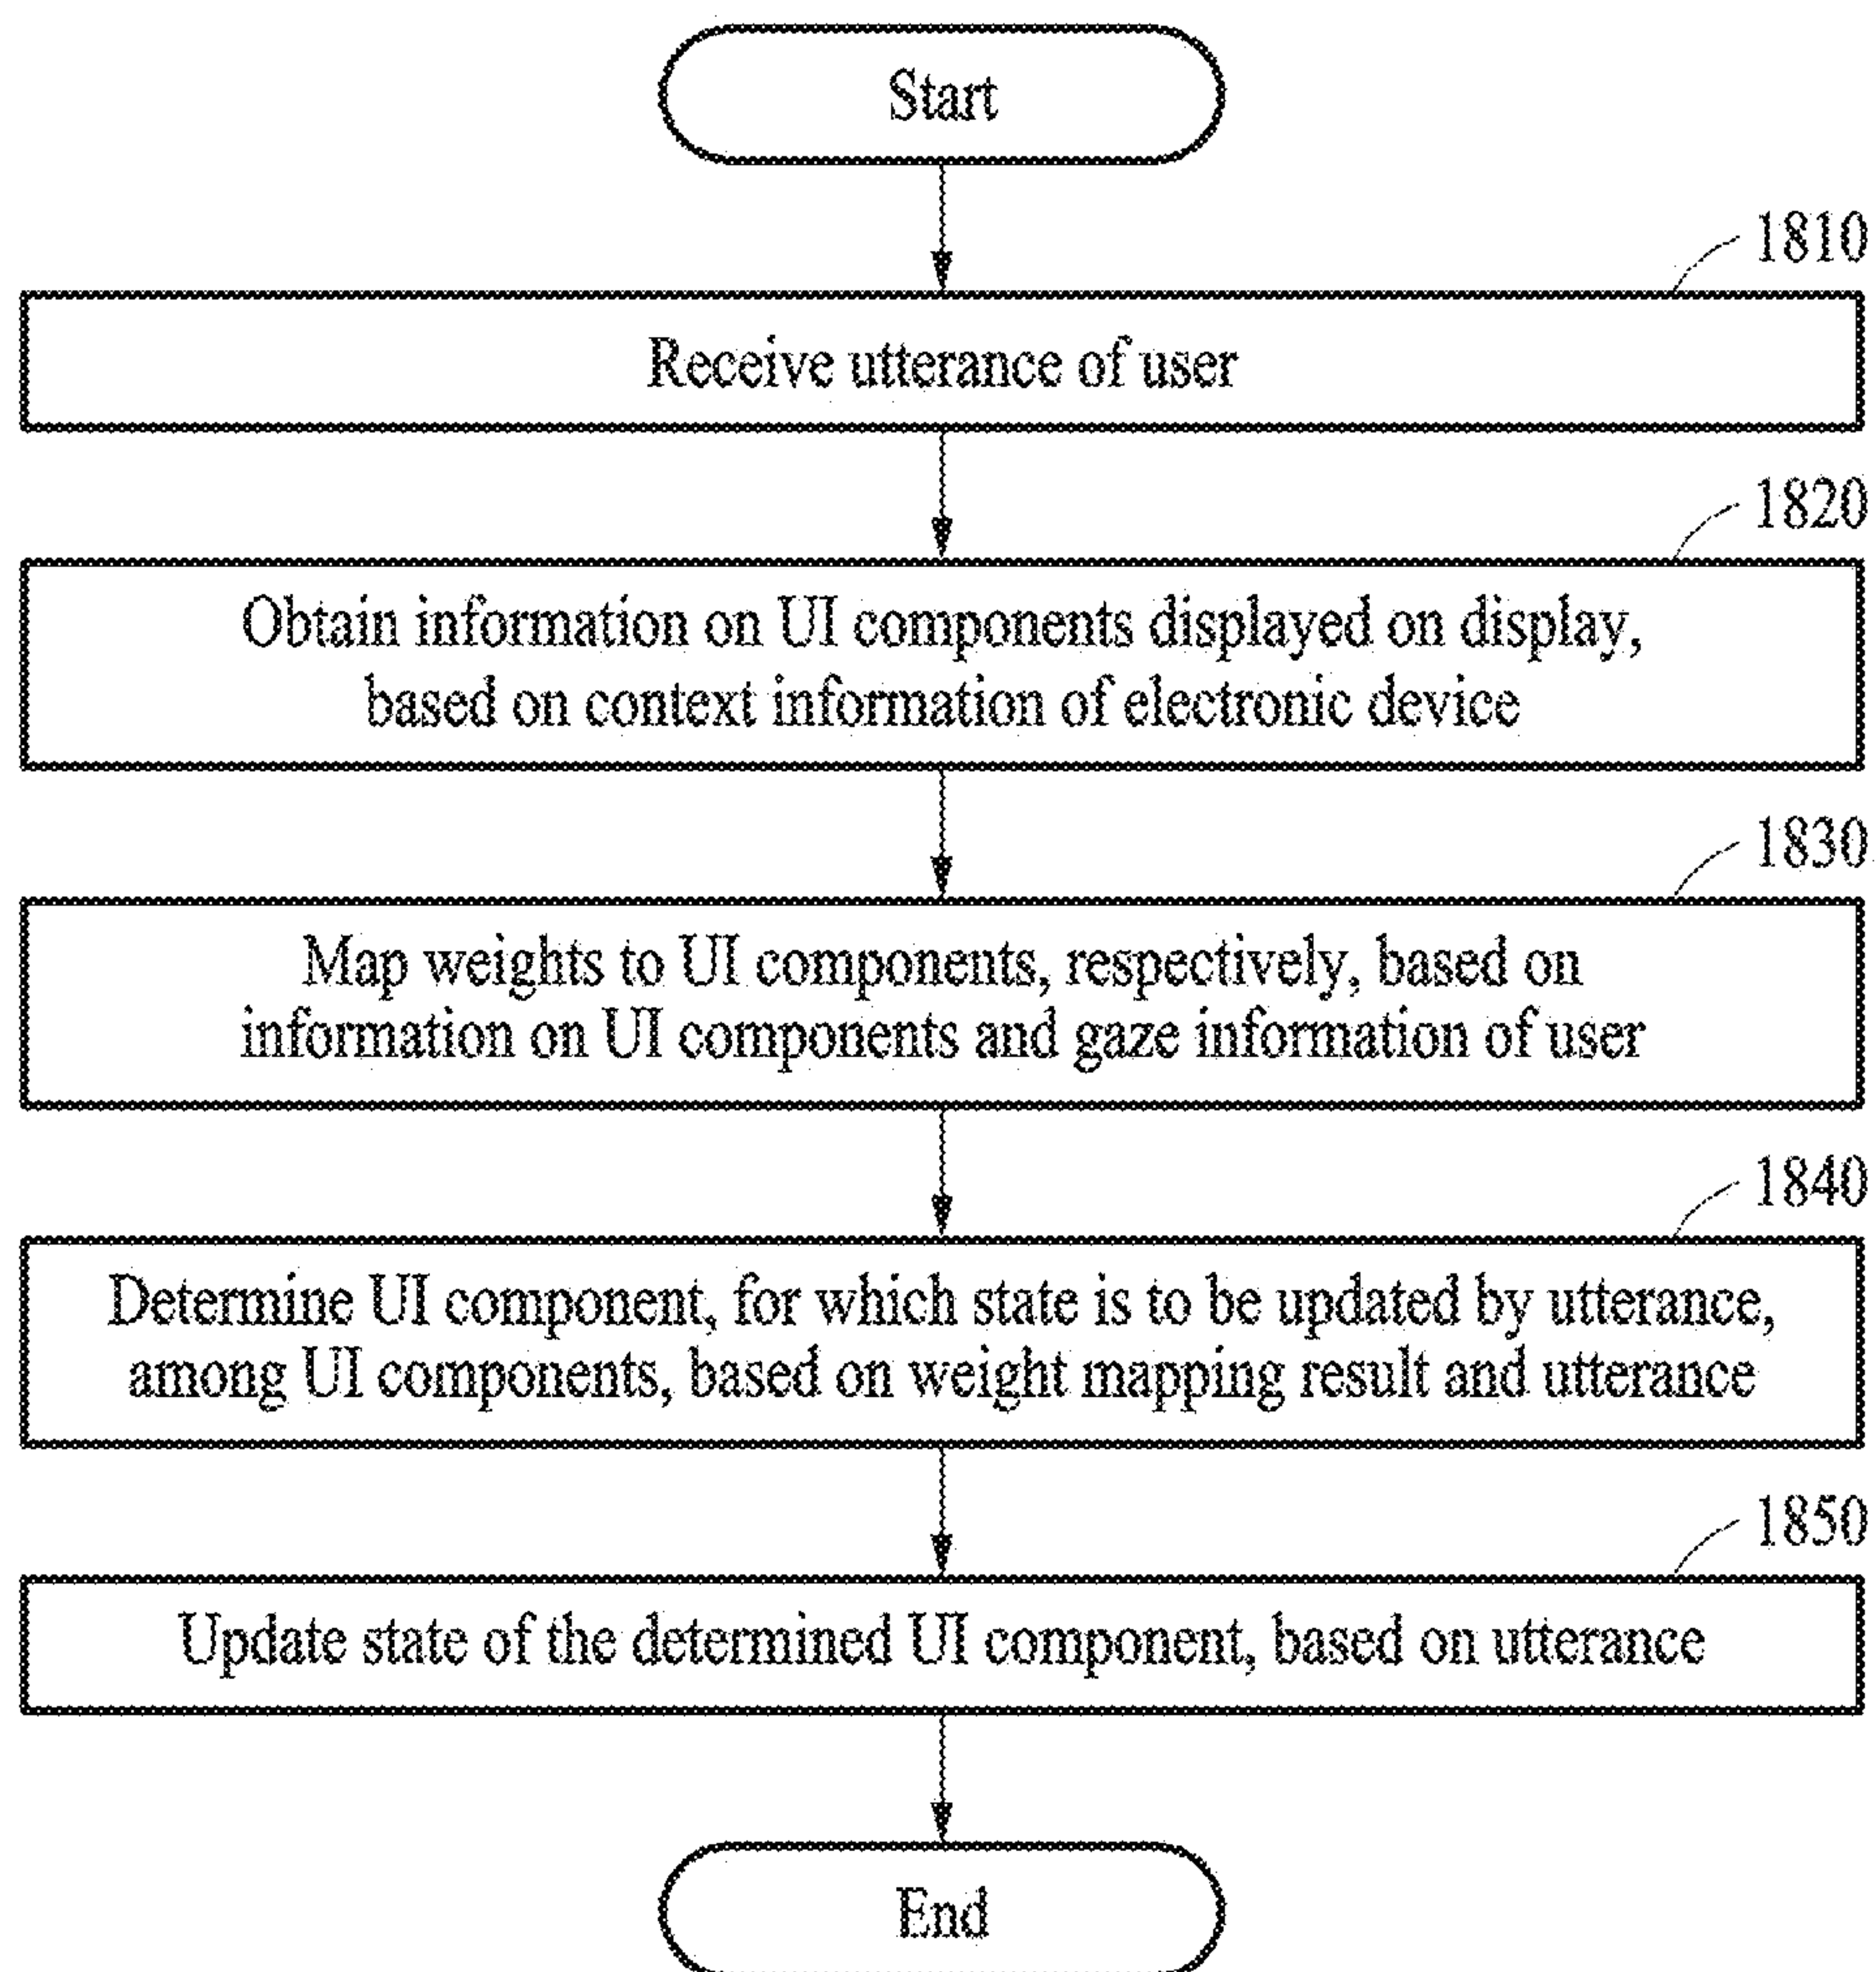 Start
1810
Receive utterance of user
1820
Obtain information on UI components displayed on display,
based on context information of electronic device
1830
Map weights to UI components, respectively, based on
information on UI components and gaze information of user
1840
Determine UI component, for which state is to be updated by utterance,
among UI components, based on weight mapping result and utterance
1850
Update state of the determined UI component, based on utterance
End